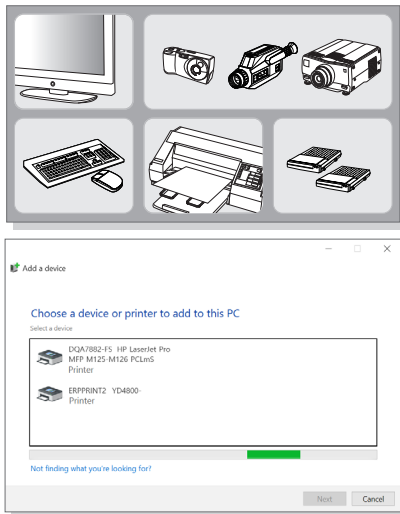 Add a device
Choose a device or printer to add to this PC
Select a device
DQA7882-F5 HP LaserJet Pro
MFP M125-M126 PCLmS
Printer
ERPPRINT2 YD4800-
Printer
Not finding what you're looking for?
Next Cancel